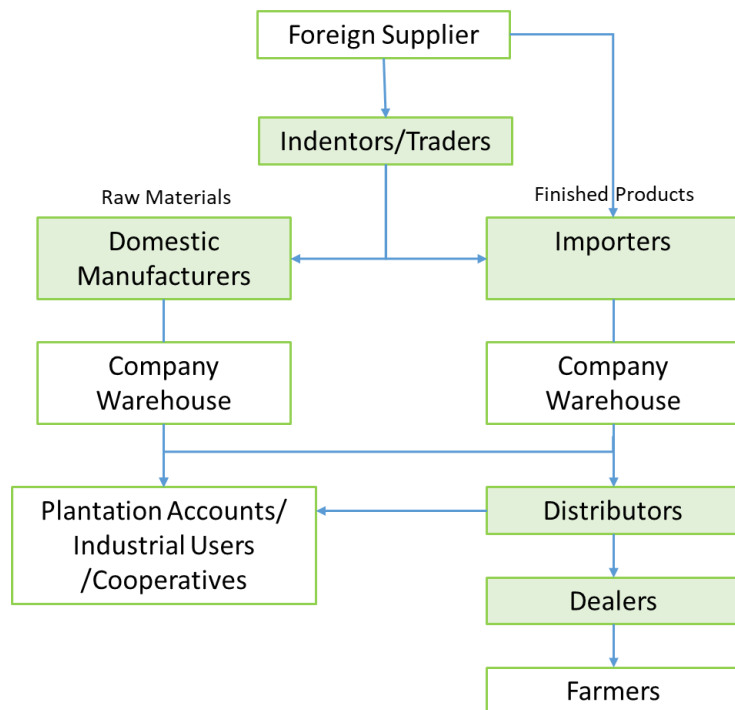 Foreign Supplier
Indentors/Traders
Raw Materials
Finished Products
Domestic
Manufacturers
Importers
Company
Warehouse
Company
Warehouse
Plantation Accounts/
Industrial Users
/Cooperatives
Distributors
Dealers
Farmers